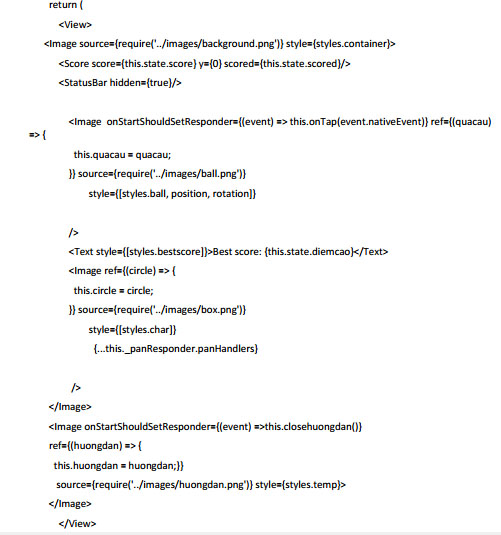 return (
<View>
<Image source={require('../images/background.png')} style={styles.container}>
<Score score={this.state.score} y={0} scored={this.state.scored}/>
<StatusBar hidden={true}/>
<Image onStartShouldSetResponder={(event) => this.onTap(event.nativeEvent)} ref={(quacau)
=> {
this.quacau = quacau;
}} source={require('../images/ball.png')}
style={[styles.ball, position, rotation]}
/>
<Text style={[styles.bestscore]}>Best score: {this.state.diemcao}</Text>
<Image ref={(circle) => {
this.circle = circle;
}} source={require('../images/box.png')}
style={[styles.char]}
{...this._panResponder.panHandlers}
/>
</Image>
<Image onStartShouldSetResponder={(event) =>this.closehuongdan()}
ref={(huongdan) => {
this.huongdan = huongdan;}}
source={require('../images/huongdan.png')} style={styles.temp}>
</Image>
</View>